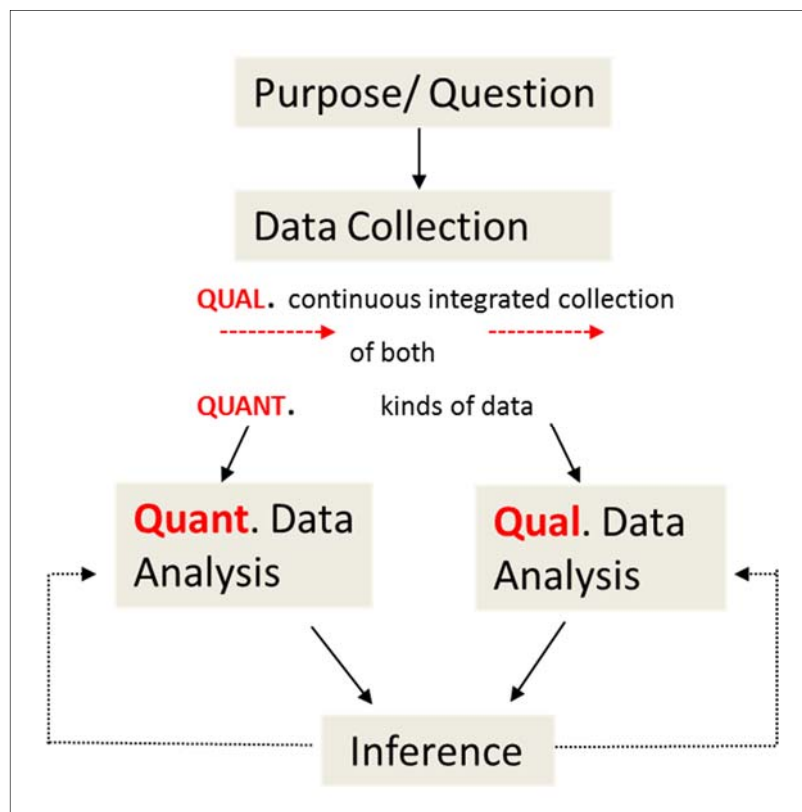 Purpose/ Question
Data Collection
QUAL. continuous integrated collection
of both
QUANT. kinds of data
Quant. Data
Analysis
Qual. Data
Analysis
Inference